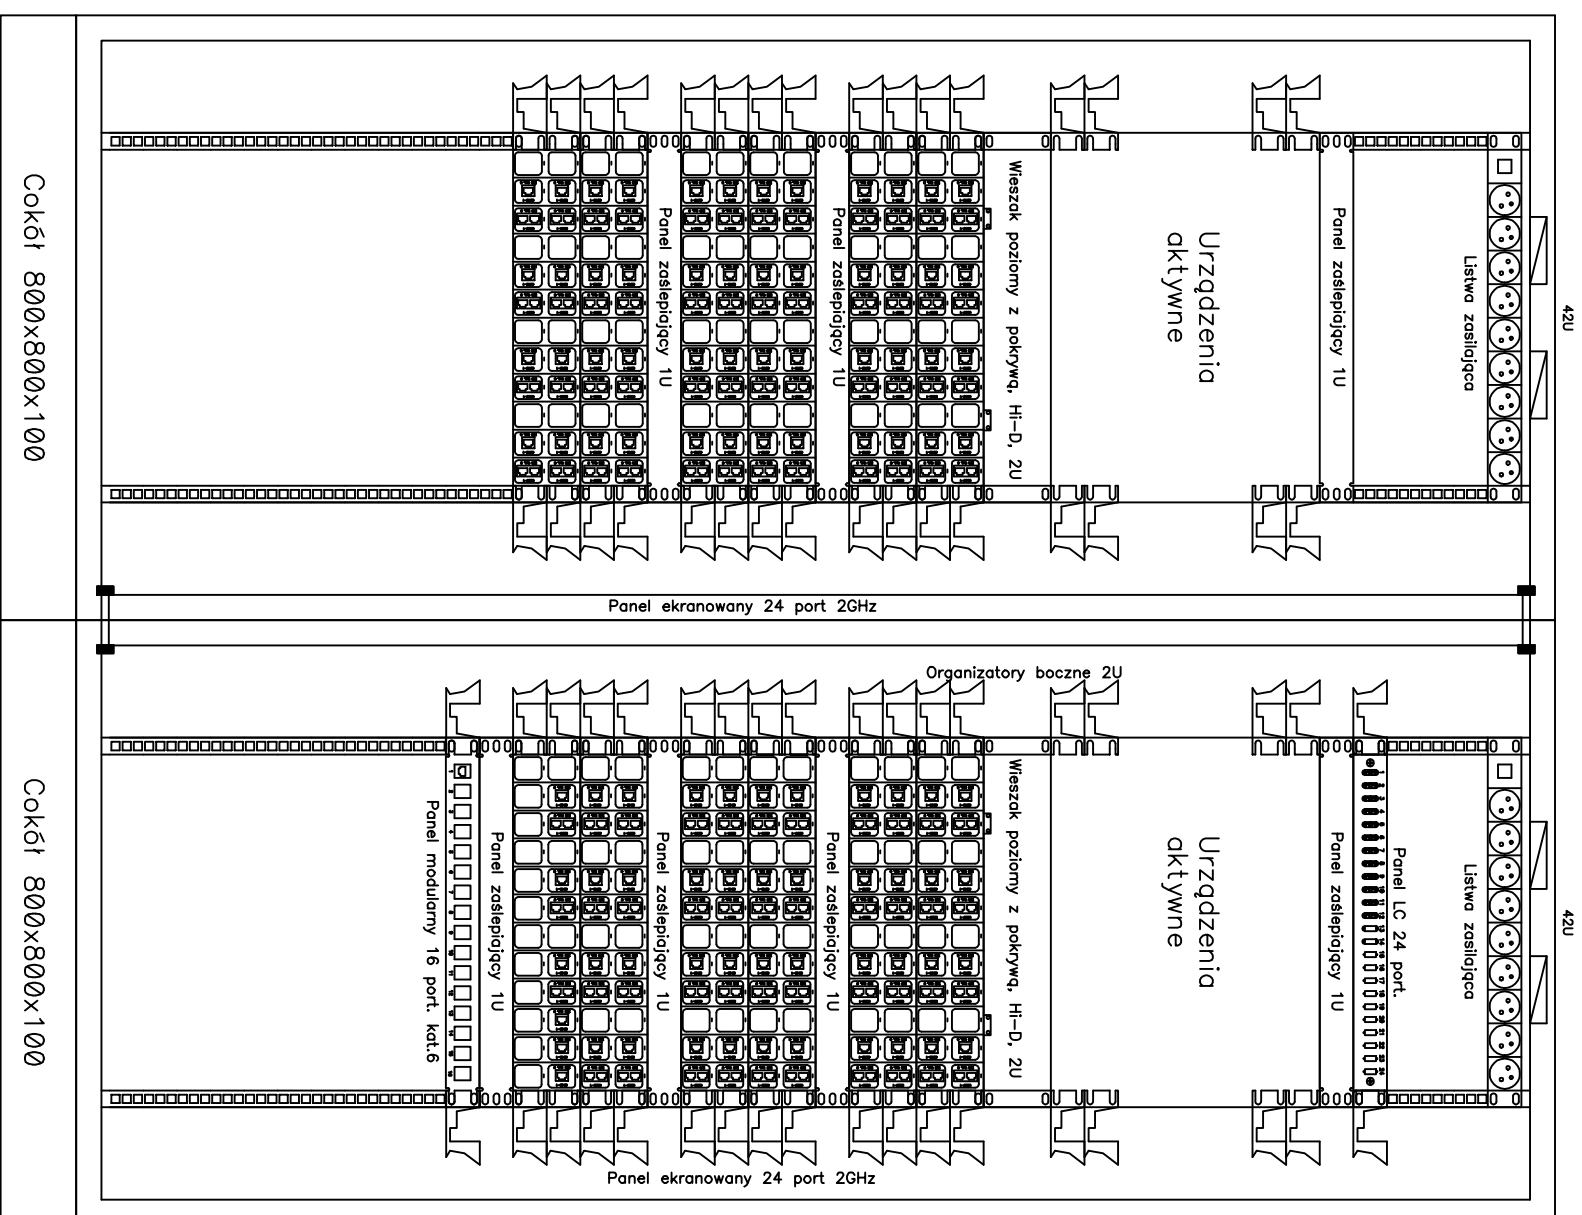 42U
Listwa zasilająca
Panel zaślepiający 1U
Urządzenia
aktywne
Wieszak poziomy z pokrywą, Hi-D, 2U
Panel zaślepiający 1U
Panel zaślepiający 1U
Cokół 800x800x100
Panel ekranowany 24 port 2GHz
42U
Listwa zasilająca
Panel LC 24 port.
Panel zaślepiający 1U
Urządzenia
aktywne
Organizatory boczne 2U
Wieszak poziomy z pokrywą, Hi-D, 2U
Panel zaślepiający 1U
Panel zaślepiający 1U
Panel zaślepiający 1U
Panel modularny 16 port. kat.6
Cokół 800x800x100
Panel ekranowany 24 port 2GHz